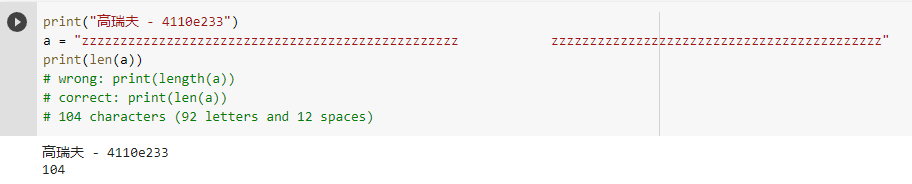 print("高瑞夫 - 4110e233")
a = "zzzzzzzzzzzzzzzzzzzzzzzzzzzzzzzzzzzzzzzzzzzzzzzzz            zzzzzzzzzzzzzzzzzzzzzzzzzzzzzzzzzzzzzzzzzzz"
print(len(a))
# wrong: print(length(a))
# correct: print(len(a))
# 104 characters (92 letters and 12 spaces)
高瑞夫 - 4110e233
104